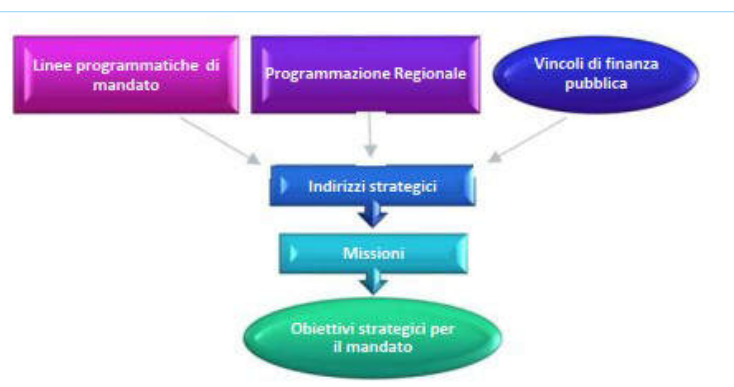 Linee programmatiche di
mandato
Programmazione Regionale
Vincoli di finanza
pubblica
Indirizzi strategici
Missioni
Obiettivi strategici per
il mandato